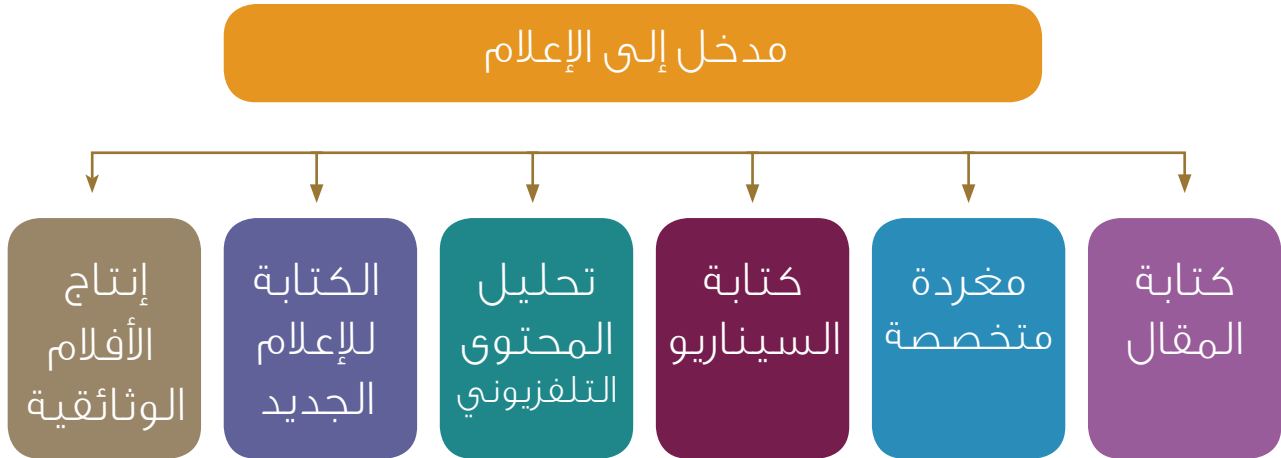 مدخل إلى الإعلام
كتابة
المقال
مغردة
متخصصة
كتابة
السيناريو
تحليل
المحتوى
التلفزيوني
الكتابة
للإعلام
الجديد
إنتاج
الأفلام
الوثائقية